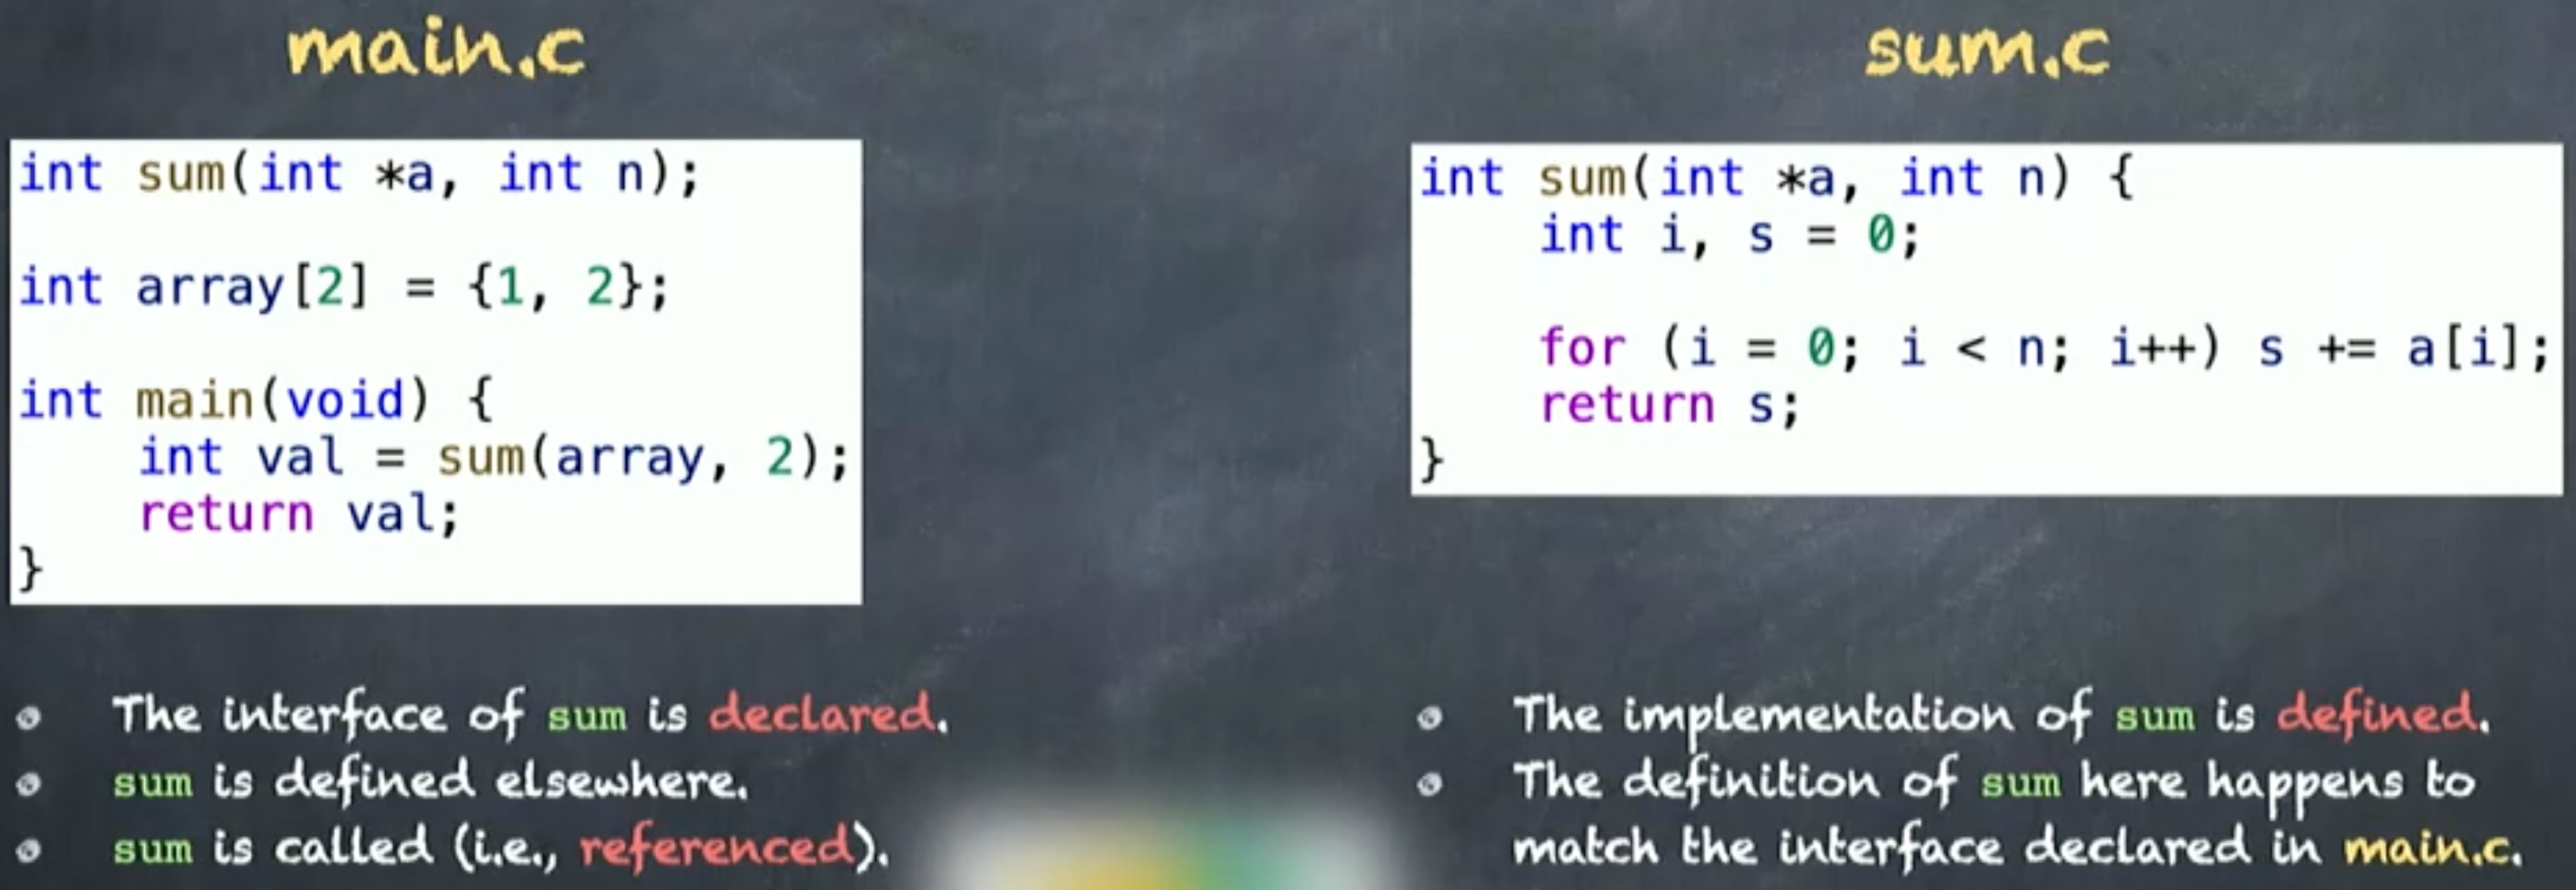 main.c
int sum(int *a, int n);
int array[2] = {1, 2};
int main(void) {
    int val = sum(array, 2);
    return val;
}
The interface of sum is declared.
sum is defined elsewhere.
sum is called (i.e., referenced).
sum.c
int sum(int *a, int n) {
    int i, s = 0;
    for (i = 0; i < n; i++) s += a[i];
    return s;
}
The implementation of sum is defined.
The definition of sum here happens to
match the interface declared in main.c.